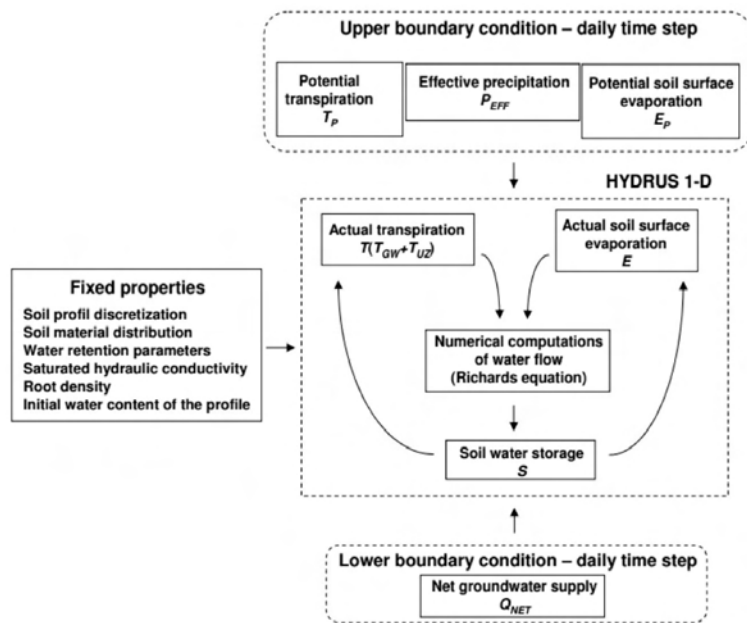 Upper boundary condition – daily time step
Potential
transpiration
T_P
Effective precipitation
P_EFF
Potential soil surface
evaporation
E_P
HYDRUS 1-D
Actual transpiration
T(T_GW+T_UZ)
Actual soil surface
evaporation
E
Fixed properties
Soil profil discretization
Soil material distribution
Water retention parameters
Saturated hydraulic conductivity
Root density
Initial water content of the profile
Numerical computations
of water flow
(Richards equation)
Soil water storage
S
Lower boundary condition – daily time step
Net groundwater supply
Q_NET